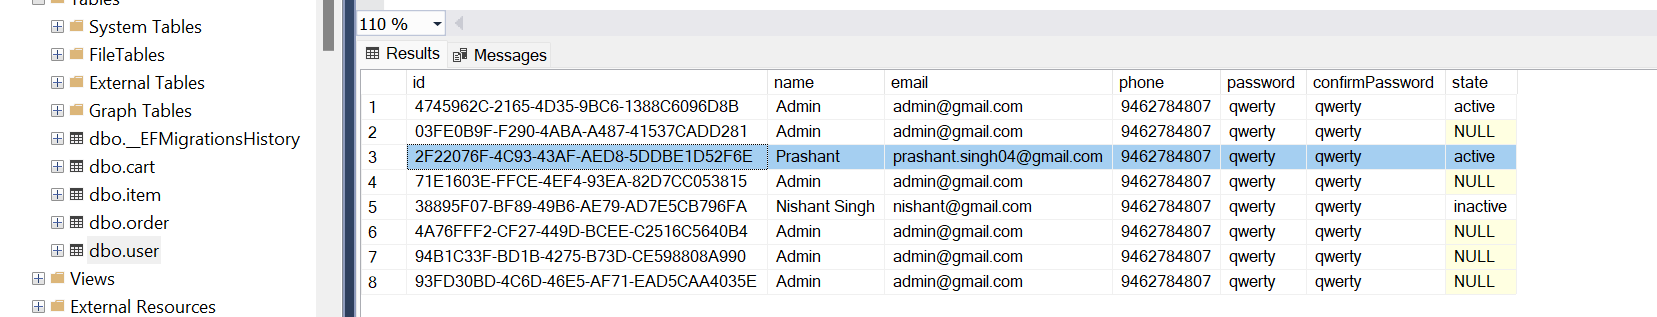 Tables
System Tables
FileTables
External Tables
Graph Tables
dbo.__EFMigrationsHistory
dbo.cart
dbo.item
dbo.order
dbo.user
Views
External Resources
110 %
Results Messages
id name email phone password confirmPassword state
1 4745962C-2165-4D35-9BC6-1388C6096D8B Admin admin@gmail.com 9462784807 qwerty qwerty active
2 03FE0B9F-F290-4ABA-A487-41537CADD281 Admin admin@gmail.com 9462784807 qwerty qwerty NULL
3 2F22076F-4C93-43AF-AED8-5DDBE1D52F6E Prashant prashant.singh04@gmail.com 9462784807 qwerty qwerty active
4 71E1603E-FFCE-4EF4-93EA-82D7CC053815 Admin admin@gmail.com 9462784807 qwerty qwerty NULL
5 38895F07-BF89-49B6-AE79-AD7E5CB796FA Nishant Singh nishant@gmail.com 9462784807 qwerty qwerty inactive
6 4A76FFF2-CF27-449D-BCEE-C2516C5640B4 Admin admin@gmail.com 9462784807 qwerty qwerty NULL
7 94B1C33F-BD1B-4275-B73D-CE598808A990 Admin admin@gmail.com 9462784807 qwerty qwerty NULL
8 93FD30BD-4C6D-46E5-AF71-EAD5CAA4035E Admin admin@gmail.com 9462784807 qwerty qwerty NULL